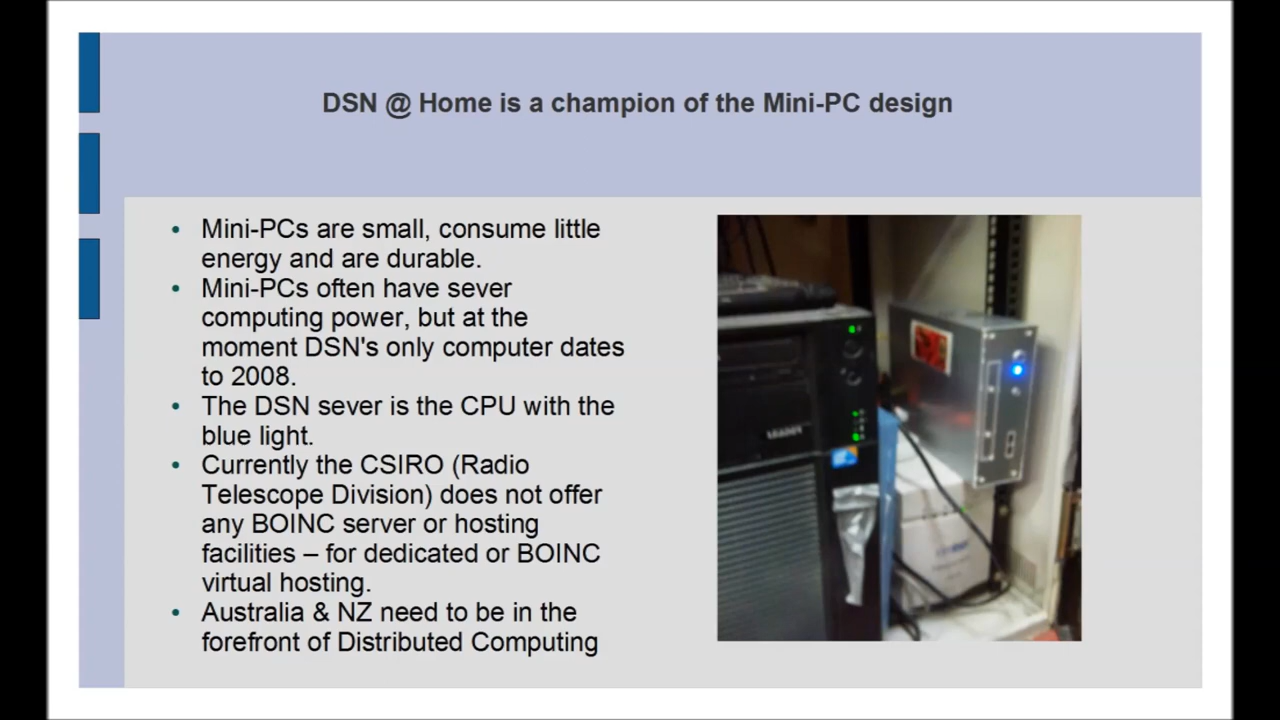 DSN @ Home is a champion of the Mini-PC design
• Mini-PCs are small, consume little
energy and are durable.
• Mini-PCs often have sever
computing power, but at the
moment DSN's only computer dates
to 2008.
• The DSN sever is the CPU with the
blue light.
• Currently the CSIRO (Radio
Telescope Division) does not offer
any BOINC server or hosting
facilities – for dedicated or BOINC
virtual hosting.
• Australia & NZ need to be in the
forefront of Distributed Computing
LEADER